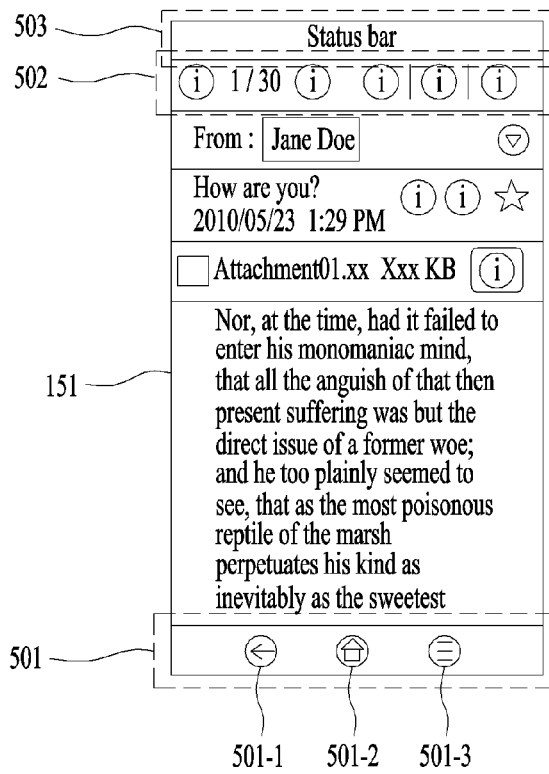 503
Status bar
502
i 1/30 i i i i
From : Jane Doe
How are you?
i i
2010/05/23 1:29 PM
Attachment01.xx Xxx KB i
Nor, at the time, had it failed to
enter his monomaniac mind,
151
that all the anguish of that then
present suffering was but the
direct issue of a former woe;
and he too plainly seemed to
see, that as the most poisonous
reptile of the marsh
perpetuates his kind as
inevitably as the sweetest
501
501-1 501-2 501-3